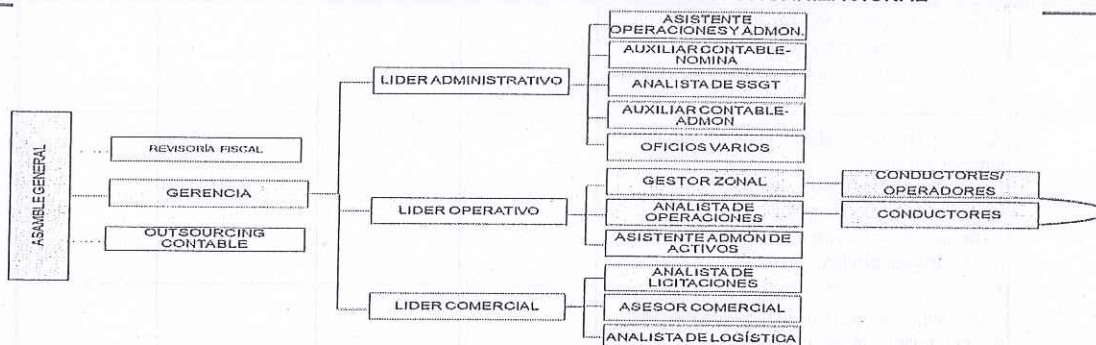 ASISTENTE
OPERACIONES Y ADMON.
AUXILIAR CONTABLE-
NOMINA
LIDER ADMINISTRATIVO
ANALISTA DE SSGT
AUXILIAR CONTABLE-
ADMON
OFICIOS VARIOS
ASAMBLE GENERAL
REVISORÍA FISCAL
GERENCIA
OUTSOURCING
CONTABLE
GESTOR ZONAL
CONDUCTORES/
OPERADORES
LIDER OPERATIVO
ANALISTA DE
OPERACIONES
CONDUCTORES
ASISTENTE ADMÓN DE
ACTIVOS
ANALISTA DE
LICITACIONES
LIDER COMERCIAL
ASESOR COMERCIAL
ANALISTA DE LOGÍSTICA